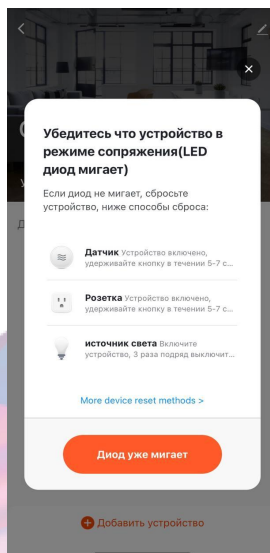 Убедитесь что устройство в
режиме сопряжения(LED
диод мигает)
Если диод не мигает, сбросьте
устройство, ниже способы сброса:
Датчик Устройство включено,
удерживайте кнопку в течении 5-7 с...
Розетка Устройство включено,
удерживайте кнопку в течении 5-7 с...
источник света Включите
устройство, 3 раза подряд выключит...
More device reset methods >
Диод уже мигает
Добавить устройство